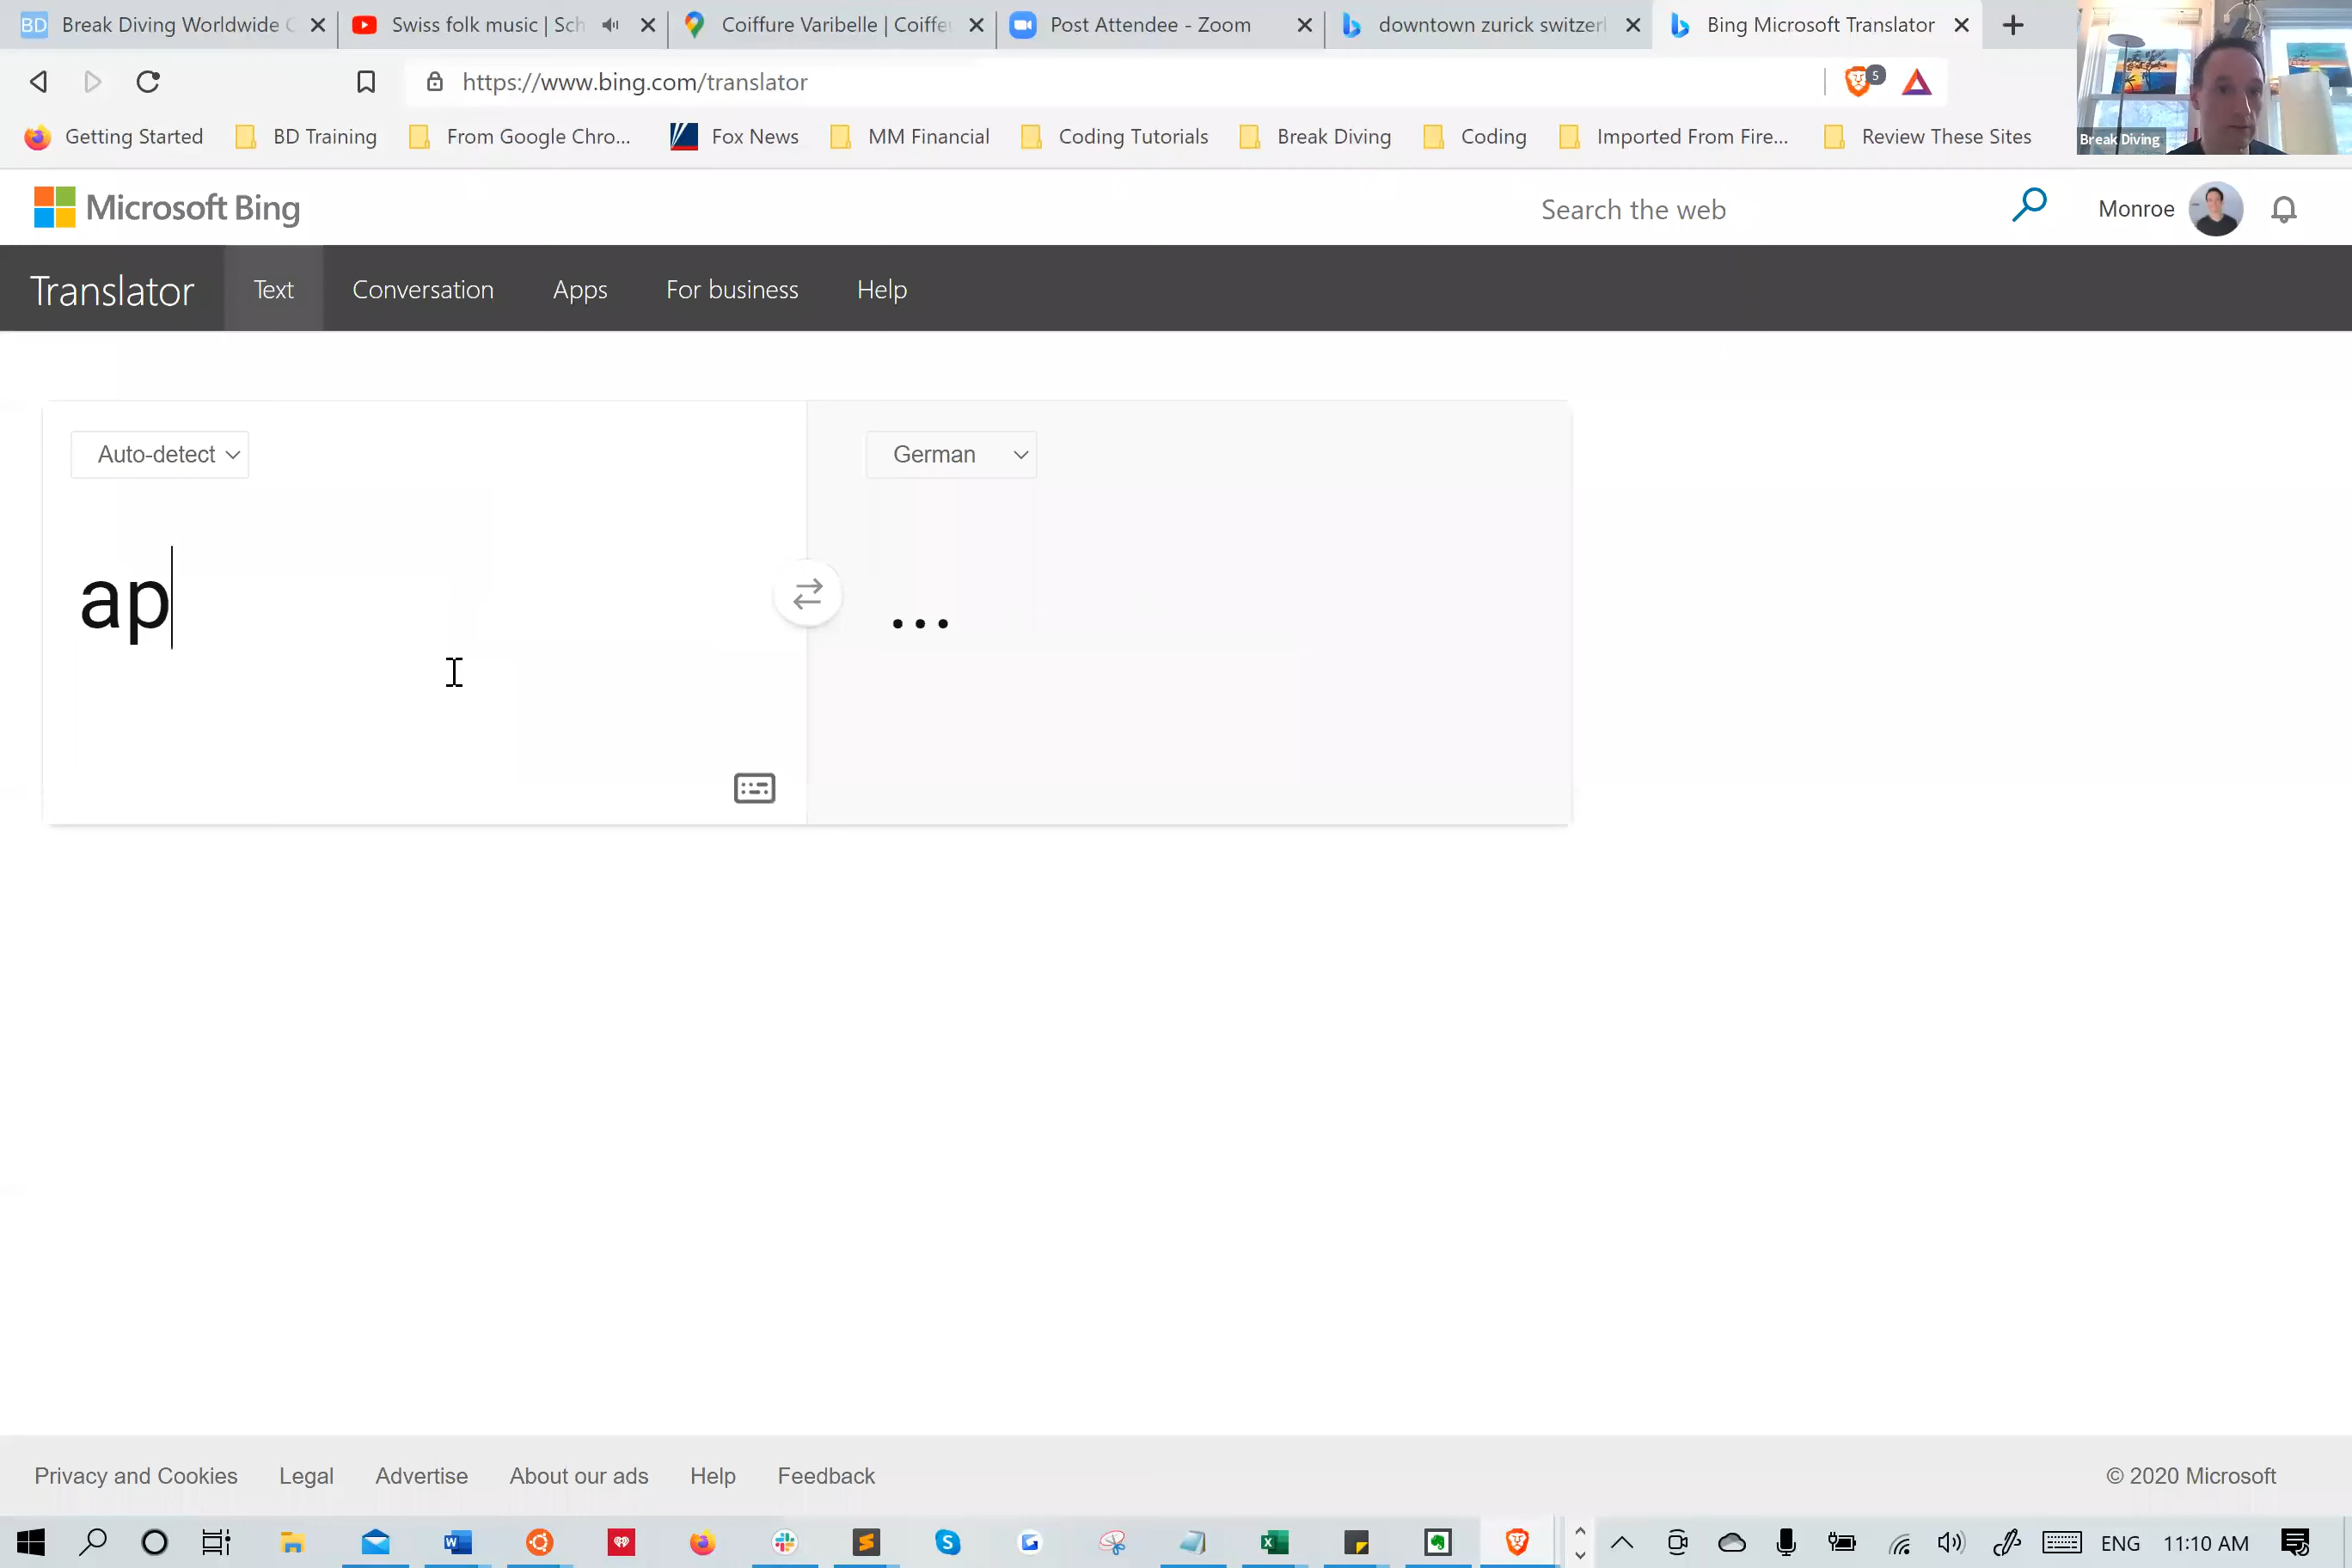 BD Break Diving Worldwide C
Swiss folk music | Sch
Coiffure Varibelle | Coiffe
Post Attendee - Zoom
downtown zurick switzerl
Bing Microsoft Translator
https://www.bing.com/translator
5
Getting Started
BD Training
From Google Chro...
Fox News
MM Financial
Coding Tutorials
Break Diving
Coding
Imported From Fire...
Review These Sites
Break Diving
Microsoft Bing
Search the web
Monroe
Translator
Text
Conversation
Apps
For business
Help
Auto-detect
German
ap
...
Privacy and Cookies
Legal
Advertise
About our ads
Help
Feedback
© 2020 Microsoft
ENG
11:10 AM